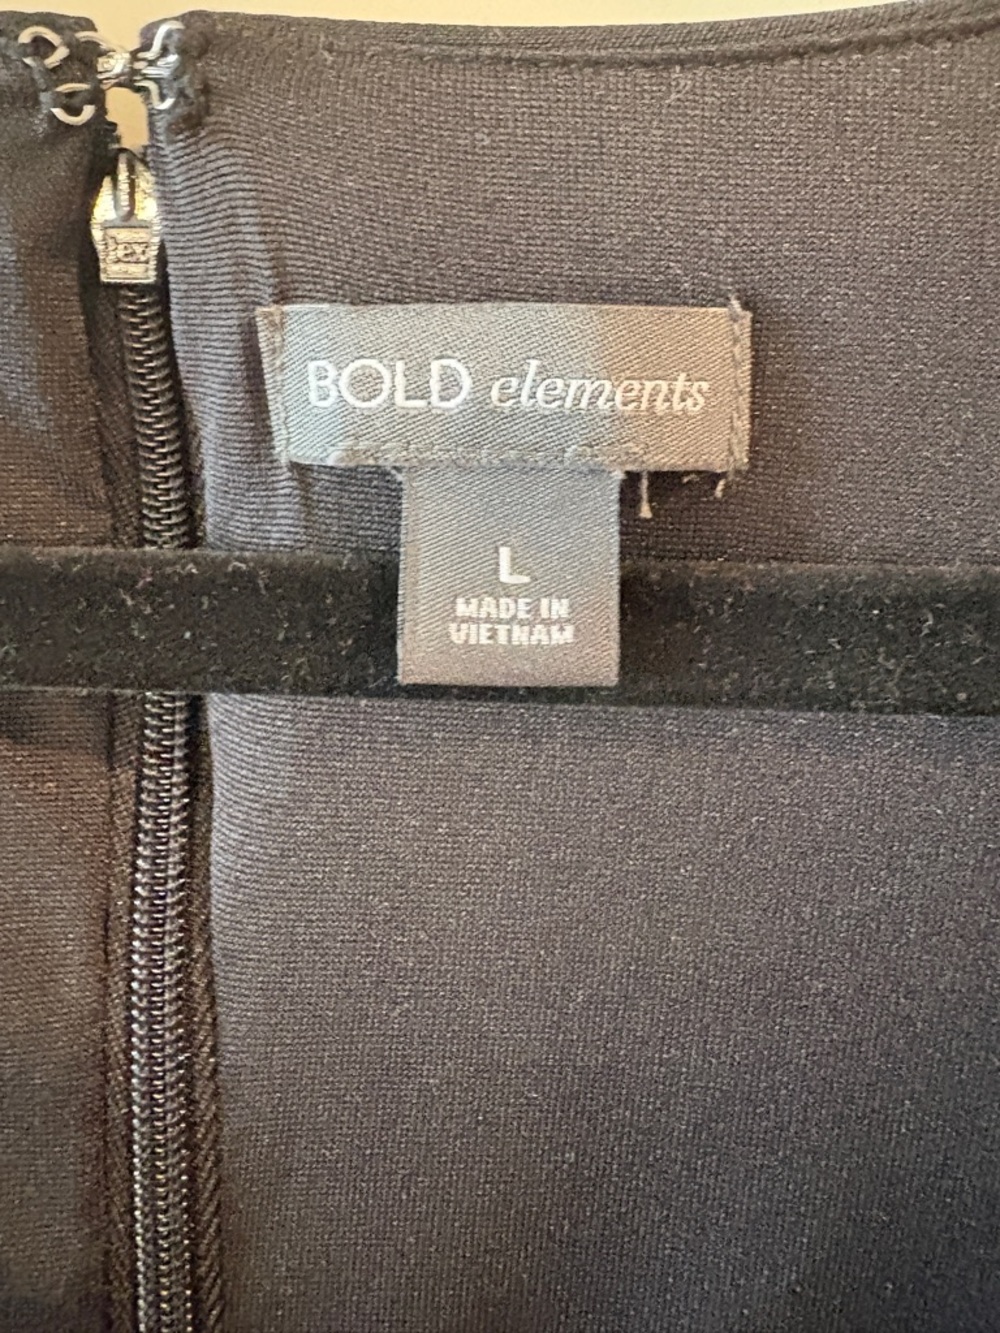 BOLD elements
L
MADE IN
VIETNAM